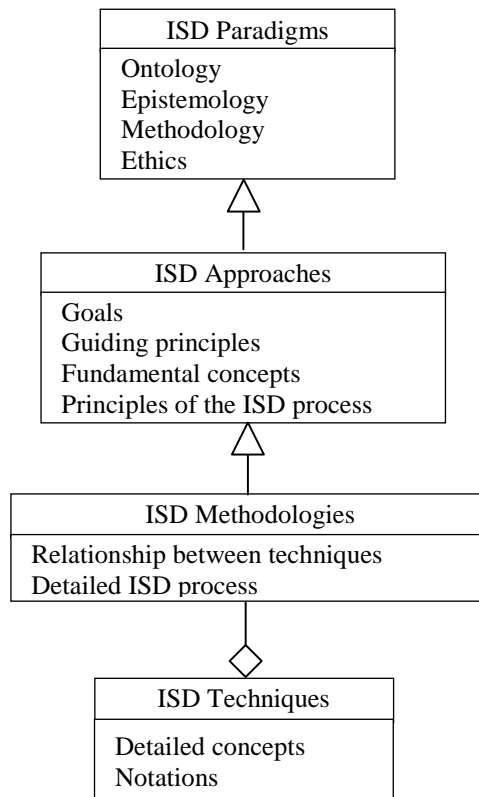 ISD Paradigms
Ontology
Epistemology
Methodology
Ethics
ISD Approaches
Goals
Guiding principles
Fundamental concepts
Principles of the ISD process
ISD Methodologies
Relationship between techniques
Detailed ISD process
ISD Techniques
Detailed concepts
Notations